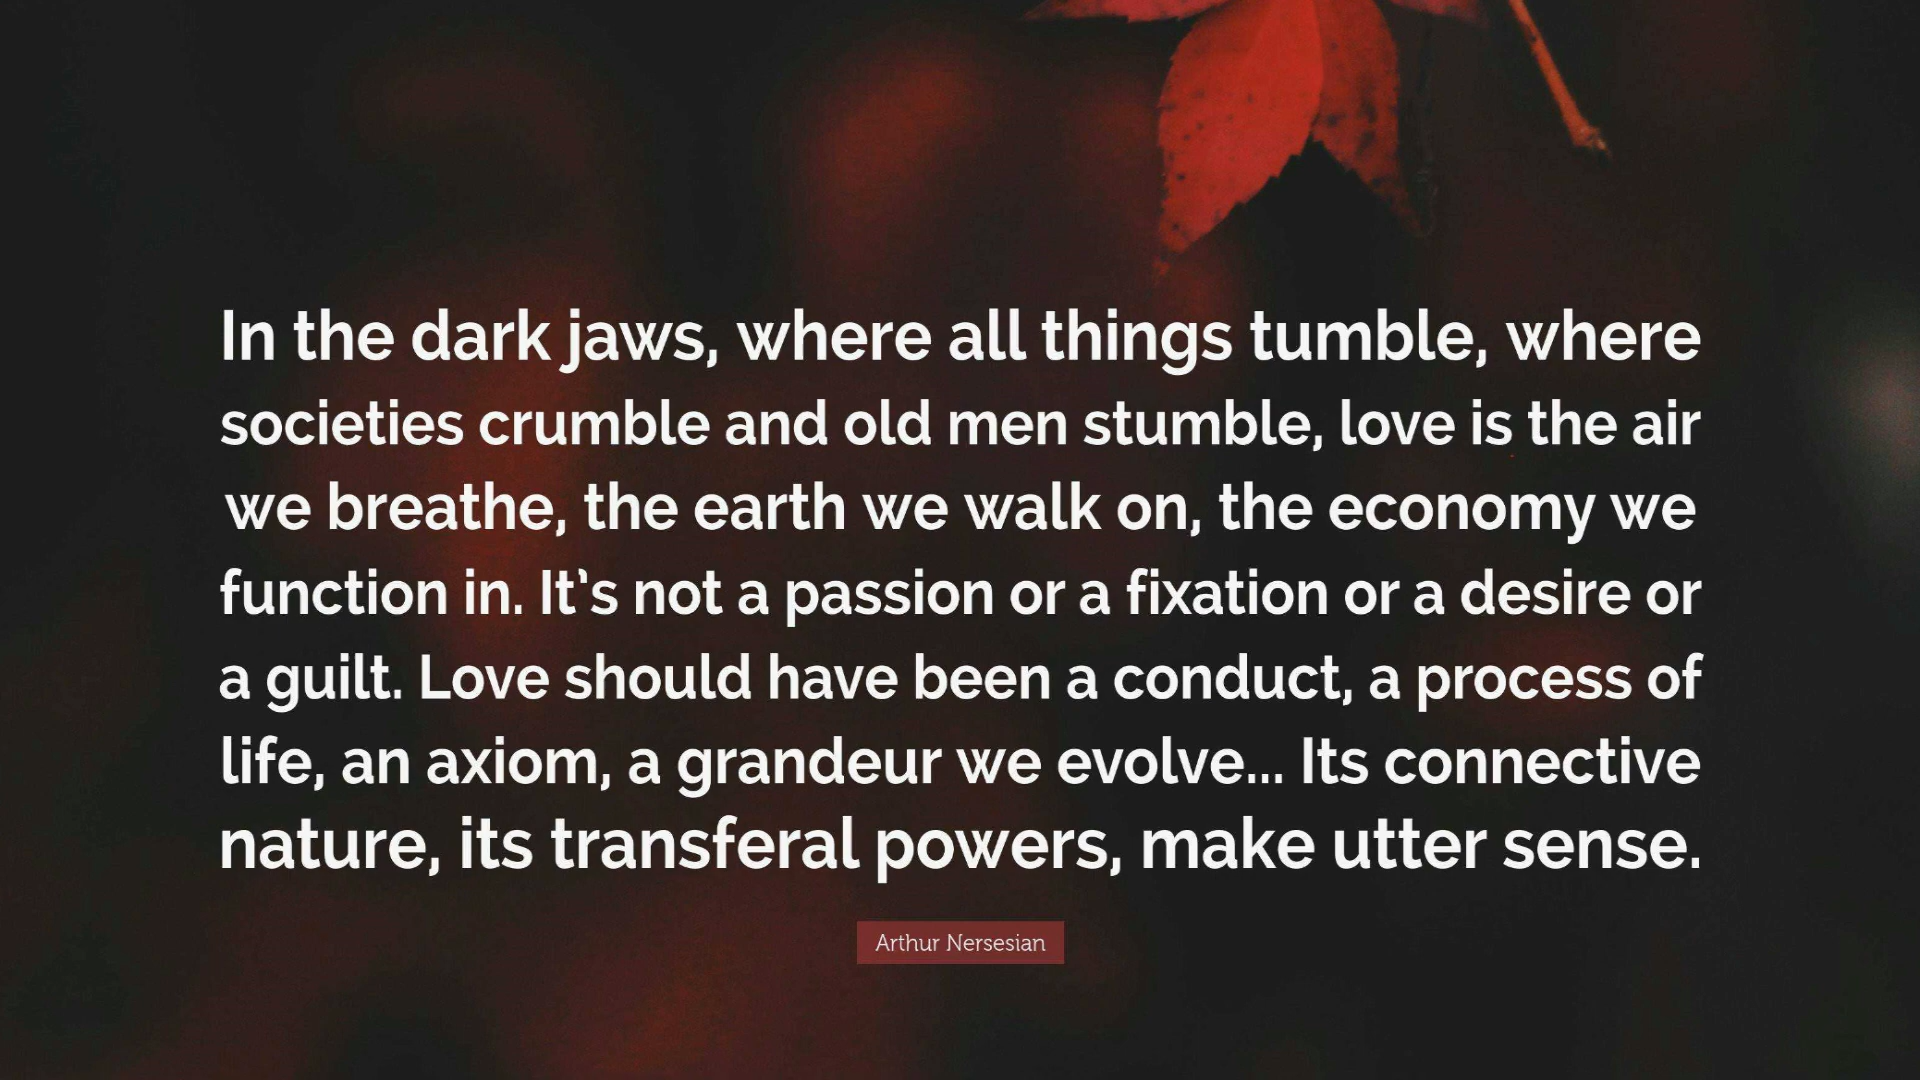 In the dark jaws, where all things tumble, where
societies crumble and old men stumble, love is the air
we breathe, the earth we walk on, the economy we
function in. It’s not a passion or a fixation or a desire or
a guilt. Love should have been a conduct, a process of
life, an axiom, a grandeur we evolve... Its connective
nature, its transferal powers, make utter sense.
Arthur Nersesian